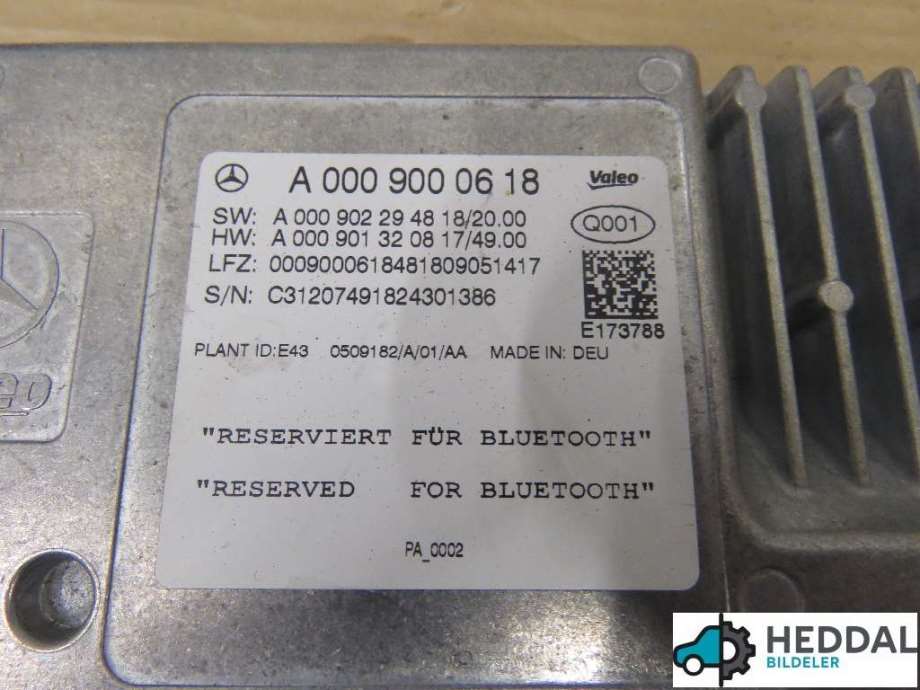 A 000 900 0618
Valeo
SW: A 000 902 29 48 18/20.00
HW: A 000 901 32 08 17/49.00
Q001
LFZ: 0009000618481809051417
S/N: C31207491824301386
E173788
PLANT ID:E43 0509182/A/01/AA MADE IN: DEU
"RESERVIERT FÜR BLUETOOTH"
"RESERVED FOR BLUETOOTH"
PA_0002
HEDDAL
BILDELER